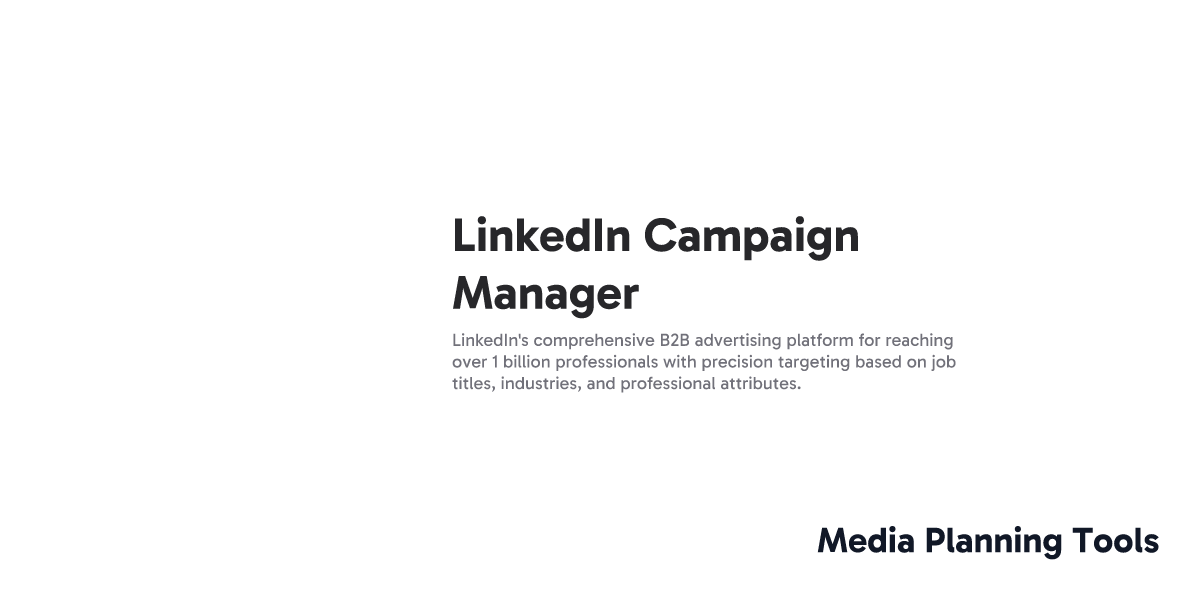 LinkedIn Campaign
Manager
LinkedIn's comprehensive B2B advertising platform for reaching
over 1 billion professionals with precision targeting based on job
titles, industries, and professional attributes.
Media Planning Tools